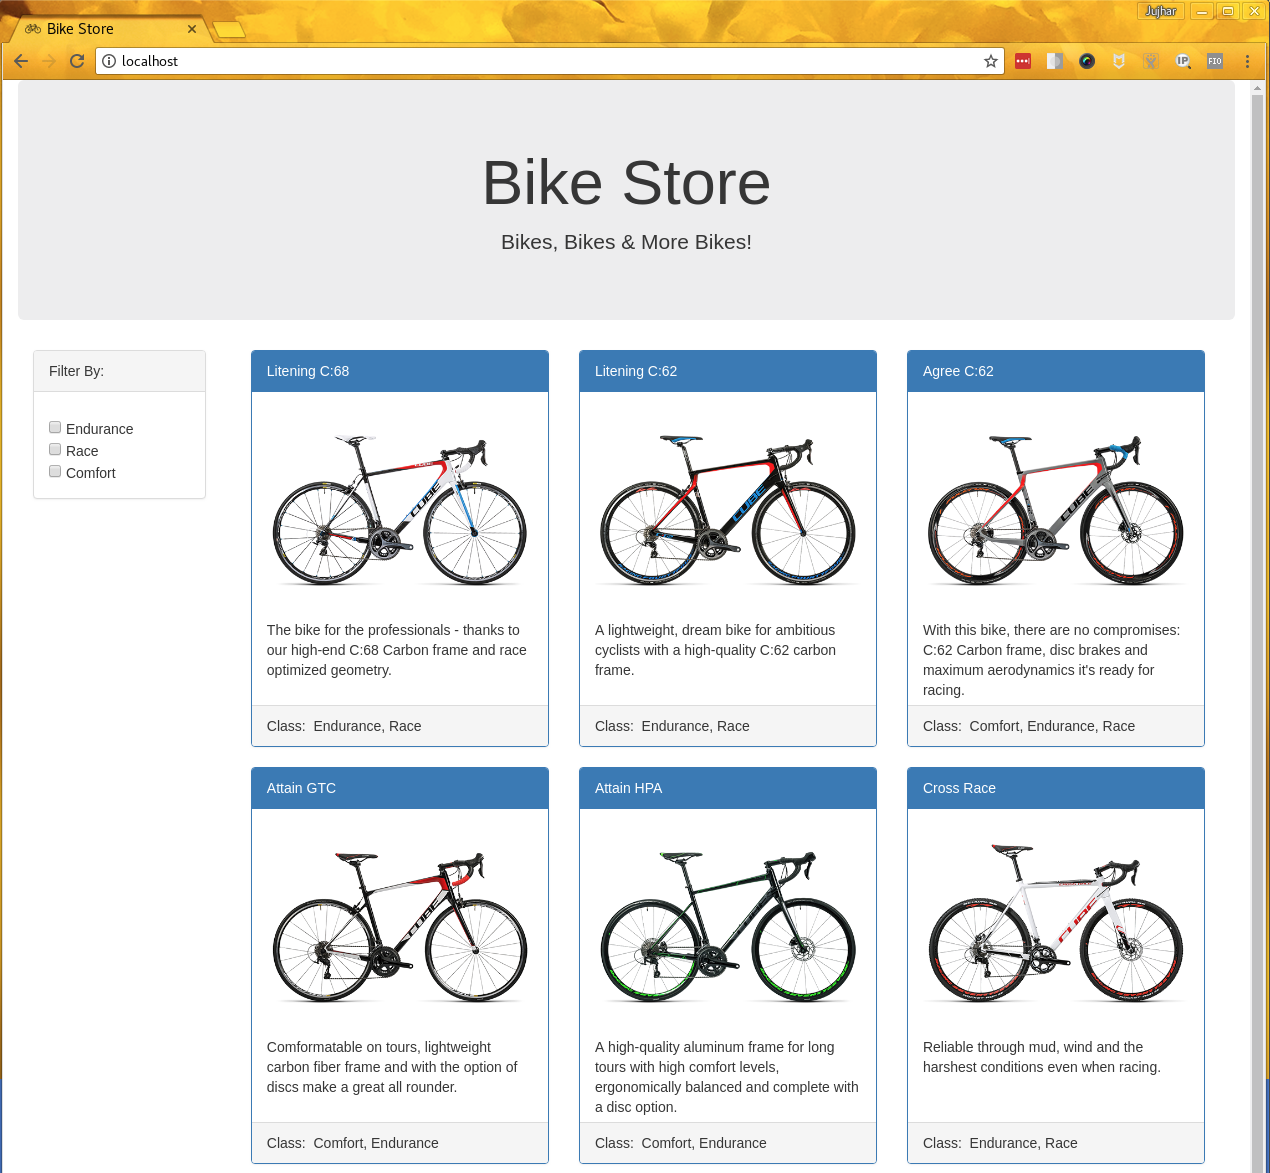 Jujhar
Bike Store
localhost
IP
FIO
Bike Store
Bikes, Bikes & More Bikes!
Filter By:
Endurance
Race
Comfort
Litening C:68
CUBE
The bike for the professionals - thanks to
our high-end C:68 Carbon frame and race
optimized geometry.
Class: Endurance, Race
Litening C:62
CUBE
A lightweight, dream bike for ambitious
cyclists with a high-quality C:62 carbon
frame.
Class: Endurance, Race
Agree C:62
CUBE
With this bike, there are no compromises:
C:62 Carbon frame, disc brakes and
maximum aerodynamics it's ready for
racing.
Class: Comfort, Endurance, Race
Attain GTC
CUBE
Comformatable on tours, lightweight
carbon fiber frame and with the option of
discs make a great all rounder.
Class: Comfort, Endurance
Attain HPA
A high-quality aluminum frame for long
tours with high comfort levels,
ergonomically balanced and complete with
a disc option.
Class: Comfort, Endurance
Cross Race
CUBE
Reliable through mud, wind and the
harshest conditions even when racing.
Class: Endurance, Race